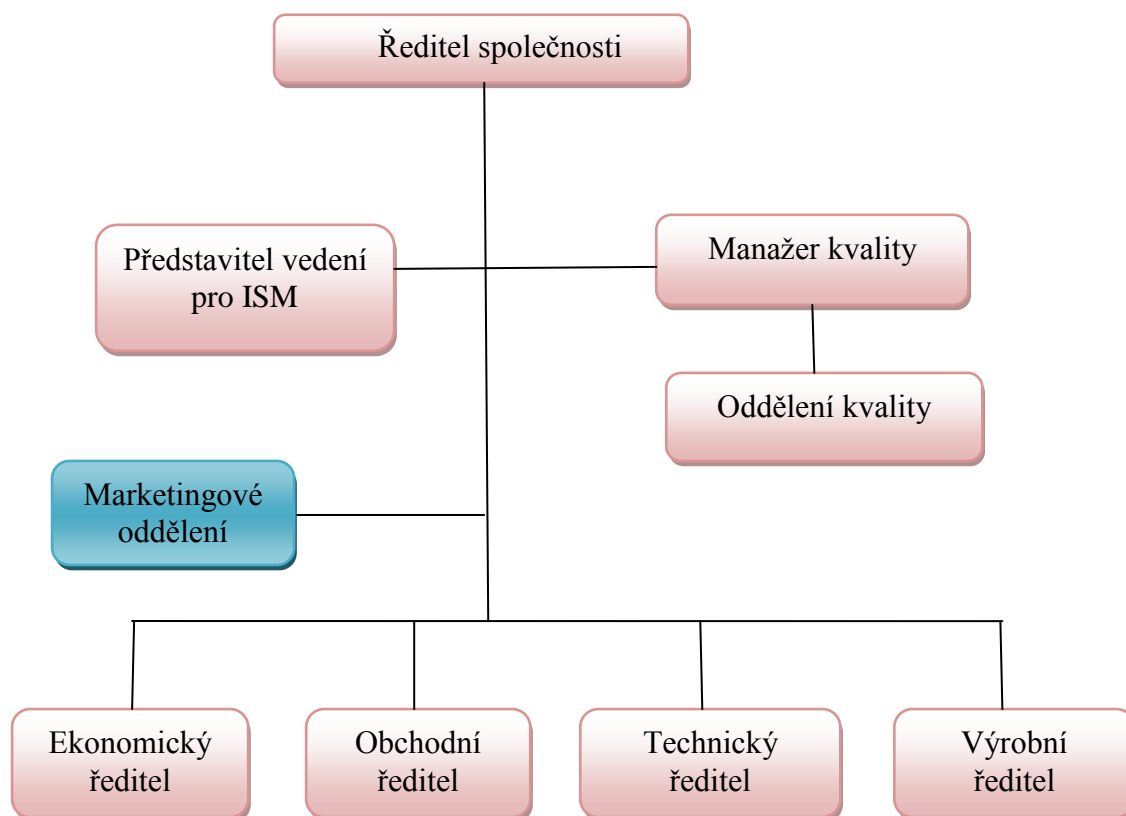 Ředitel společnosti
Představitel vedení
pro ISM
Manažer kvality
Oddělení kvality
Marketingové
oddělení
Ekonomický
ředitel
Obchodní
ředitel
Technický
ředitel
Výrobní
ředitel